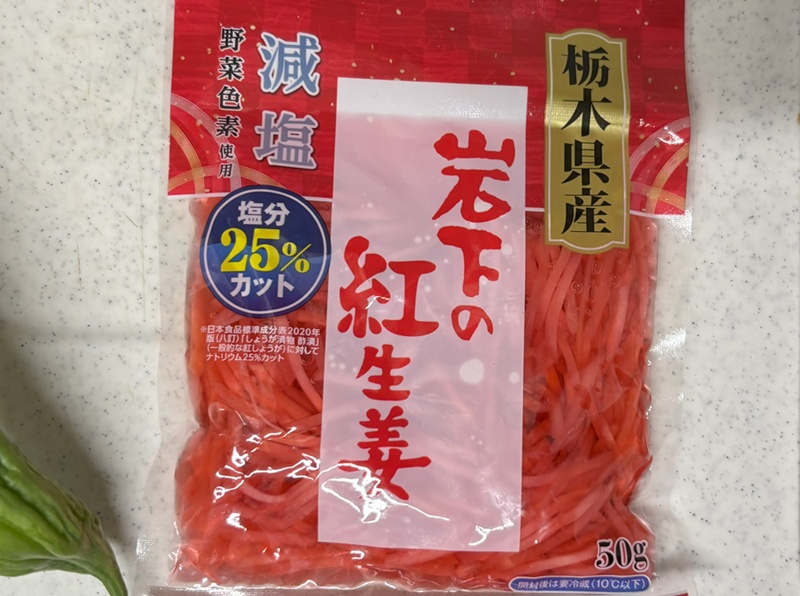 栃木県産
減塩
野菜色素使用
岩下の
紅生姜
塩分
25%
カット
※日本食品標準成分表2020年
版(八訂)「しょうが漬物 酢漬」
(一般的な紅しょうが)に対して
ナトリウム25%カット
50g
開封後は要冷蔵(10℃以下)